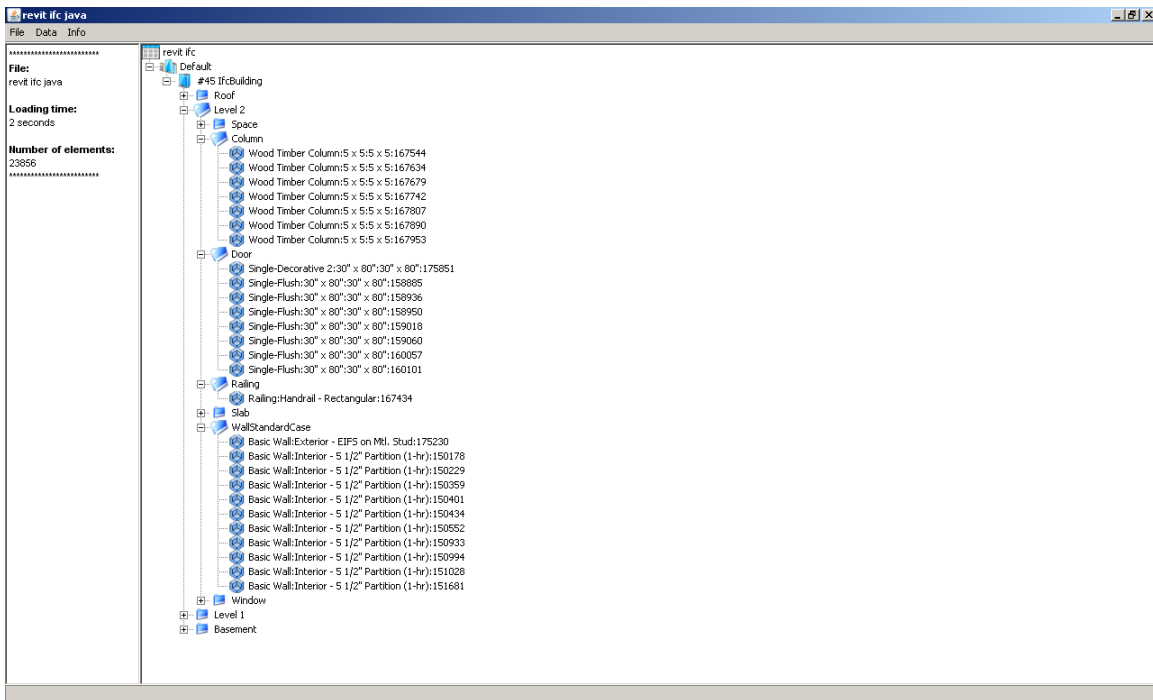 revit ifc java
File Data Info
*************************
File:
revit ifc java
Loading time:
2 seconds
Number of elements:
23856
*************************
revit ifc
Default
#45 IfcBuilding
Roof
Level 2
Space
Column
Wood Timber Column:5 x 5:5 x 5:167544
Wood Timber Column:5 x 5:5 x 5:167634
Wood Timber Column:5 x 5:5 x 5:167679
Wood Timber Column:5 x 5:5 x 5:167742
Wood Timber Column:5 x 5:5 x 5:167807
Wood Timber Column:5 x 5:5 x 5:167890
Wood Timber Column:5 x 5:5 x 5:167953
Door
Single-Decorative 2:30" x 80":30" x 80":175851
Single-Flush:30" x 80":30" x 80":158885
Single-Flush:30" x 80":30" x 80":158936
Single-Flush:30" x 80":30" x 80":158950
Single-Flush:30" x 80":30" x 80":159018
Single-Flush:30" x 80":30" x 80":159060
Single-Flush:30" x 80":30" x 80":160057
Single-Flush:30" x 80":30" x 80":160101
Railing
Railing:Handrail - Rectangular:167434
Slab
WallStandardCase
Basic Wall:Exterior - EIFS on Mtl. Stud:175230
Basic Wall:Interior - 5 1/2" Partition (1-hr):150178
Basic Wall:Interior - 5 1/2" Partition (1-hr):150229
Basic Wall:Interior - 5 1/2" Partition (1-hr):150359
Basic Wall:Interior - 5 1/2" Partition (1-hr):150401
Basic Wall:Interior - 5 1/2" Partition (1-hr):150434
Basic Wall:Interior - 5 1/2" Partition (1-hr):150552
Basic Wall:Interior - 5 1/2" Partition (1-hr):150933
Basic Wall:Interior - 5 1/2" Partition (1-hr):150994
Basic Wall:Interior - 5 1/2" Partition (1-hr):151028
Basic Wall:Interior - 5 1/2" Partition (1-hr):151681
Window
Level 1
Basement